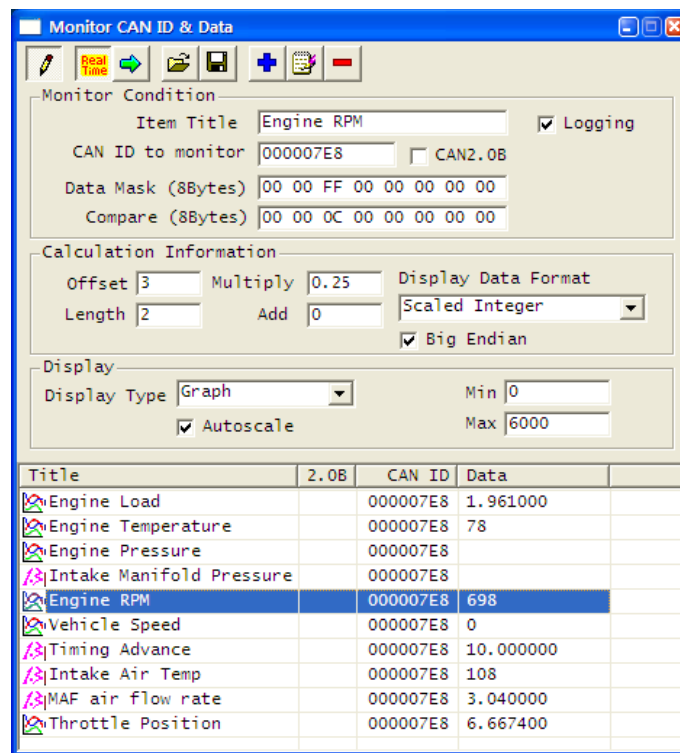 Monitor CAN ID & Data
Real Time
Monitor Condition
Item Title Engine RPM Logging
CAN ID to monitor 000007E8 CAN2.0B
Data Mask (8Bytes) 00 00 FF 00 00 00 00 00
Compare (8Bytes) 00 00 0C 00 00 00 00 00
Calculation Information
Offset 3 Multiply 0.25 Display Data Format
Length 2 Add 0 Scaled Integer
Big Endian
Display
Display Type Graph Min 0
Autoscale Max 6000
Title 2.0B CAN ID Data
Engine Load 000007E8 1.961000
Engine Temperature 000007E8 78
Engine Pressure 000007E8
Intake Manifold Pressure 000007E8
Engine RPM 000007E8 698
Vehicle Speed 000007E8 0
Timing Advance 000007E8 10.000000
Intake Air Temp 000007E8 108
MAF air flow rate 000007E8 3.040000
Throttle Position 000007E8 6.667400